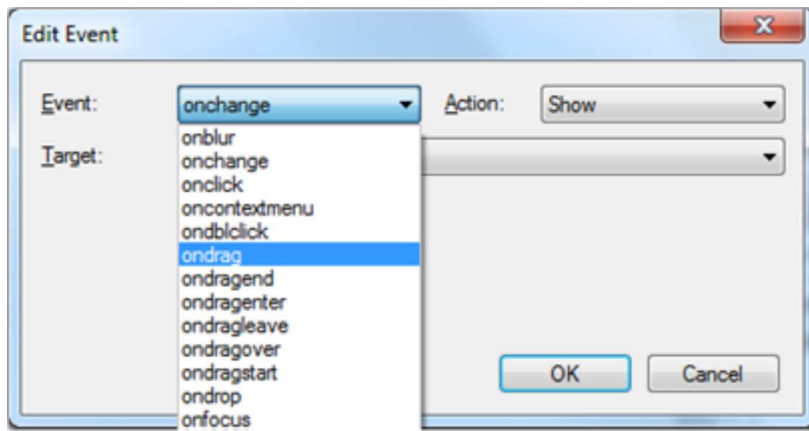 Edit Event
Event: onchange Action: Show
onblur
Target: onchange
onclick
oncontextmenu
ondblclick
ondrag
ondragend
ondragenter
ondragleave
ondragover
ondragstart
OK Cancel
ondrop
onfocus